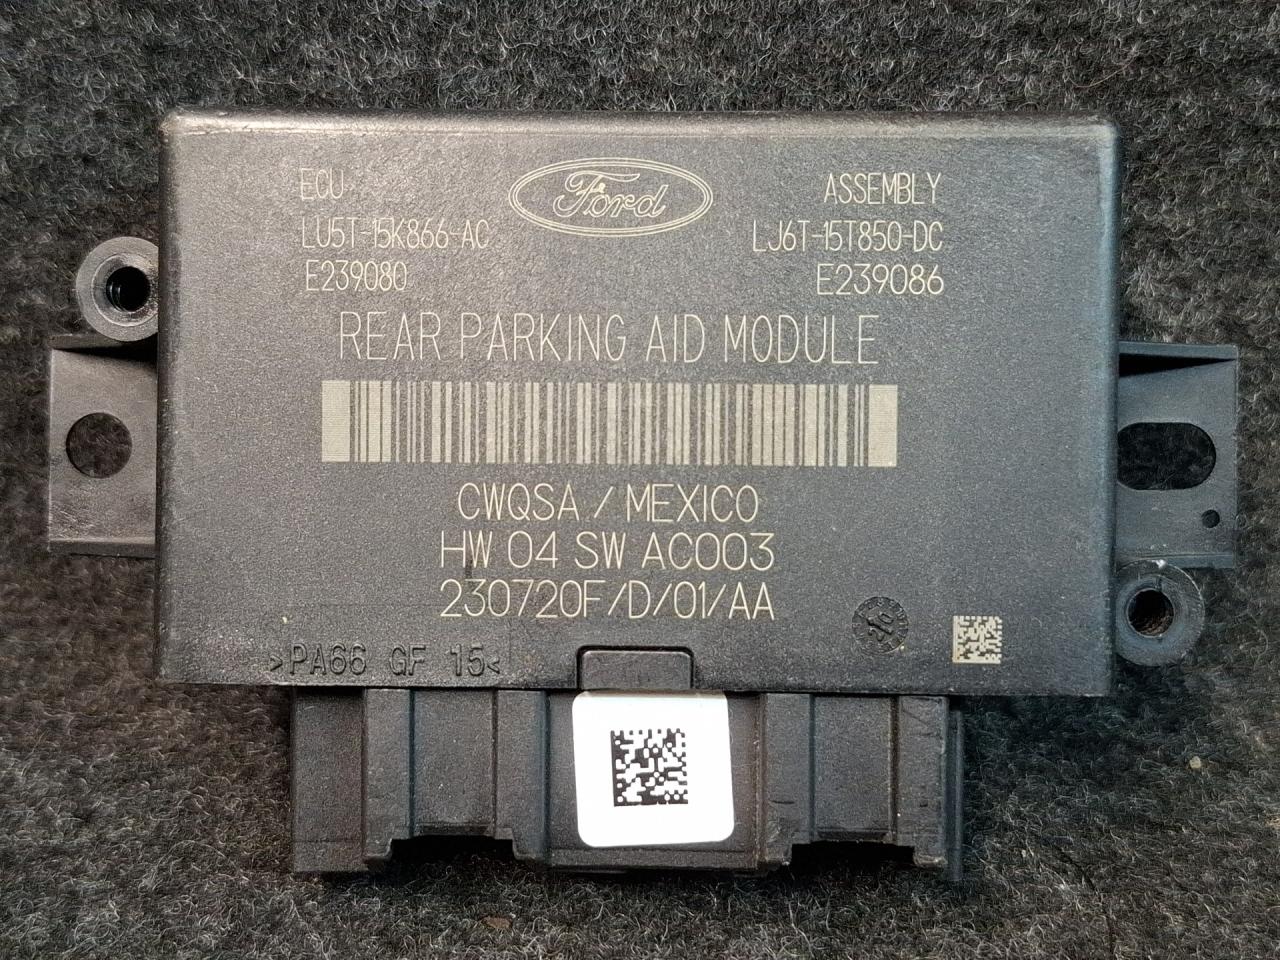 ECU
LU5T-15K866-AC
E239080
Ford
ASSEMBLY
LJ6T-15T850-DC
E239086
REAR PARKING AID MODULE
CWQSA / MEXICO
HW 04 SW AC003
230720F/D/01/AA
>PA66 GF 15<